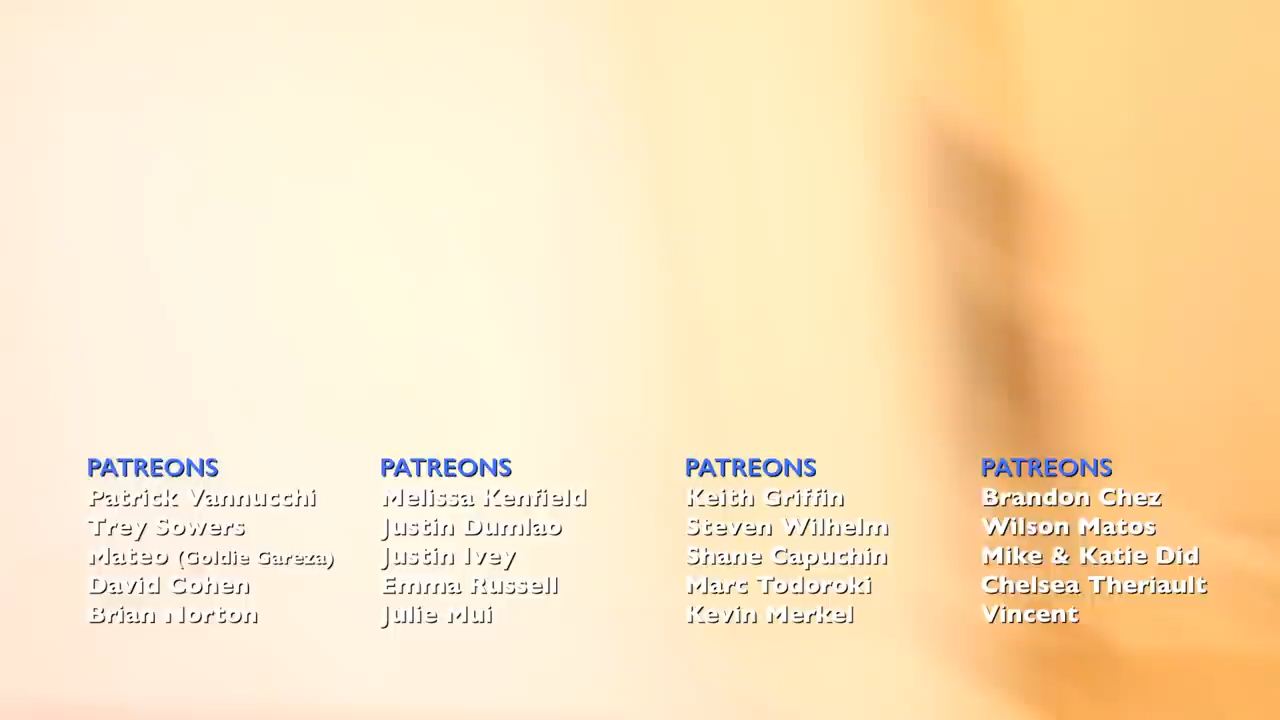 PATREONS
Patrick Vannucchi
Trey Sowers
Mateo (Goldie Gareza)
David Cohen
Brian Norton
PATREONS
Melissa Kenfield
Justin Dumlao
Justin Ivey
Emma Russell
Julie Mui
PATREONS
Keith Griffin
Steven Wilhelm
Shane Capuchin
Marc Todoroki
Kevin Merkel
PATREONS
Brandon Chez
Wilson Matos
Mike & Katie Did
Chelsea Theriault
Vincent